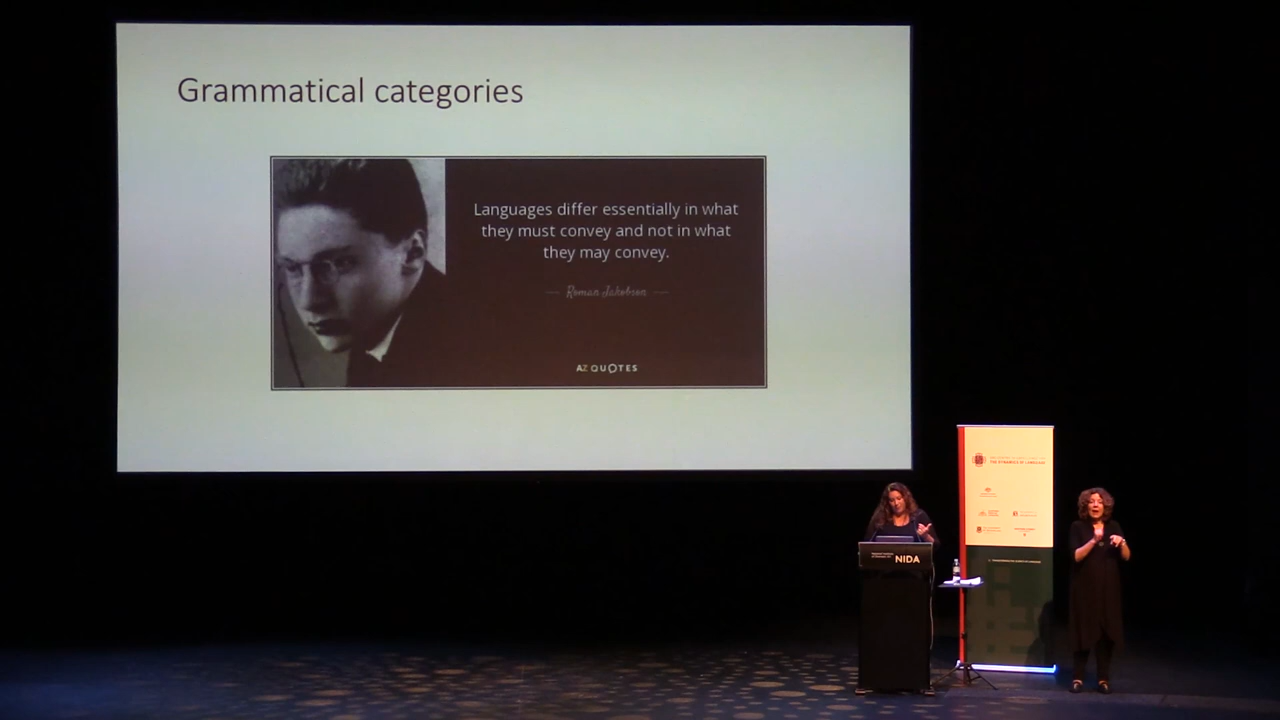 Grammatical categories
Languages differ essentially in what
they must convey and not in what
they may convey.
Roman Jakobson
AZ QUOTES
NIDA
THE DYNAMICS OF LANGUAGE